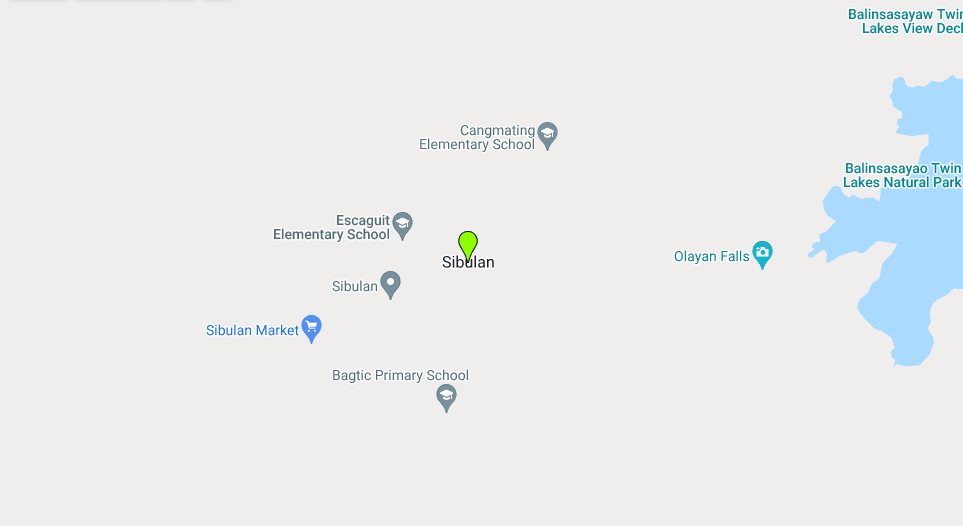 Balinsasayaw Twin
Lakes View Deck
Cangmating
Elementary School
Balinsasayao Twin
Lakes Natural Park
Escaguit
Elementary School
Olayan Falls
Sibulan
Sibulan
Sibulan Market
Bagtic Primary School